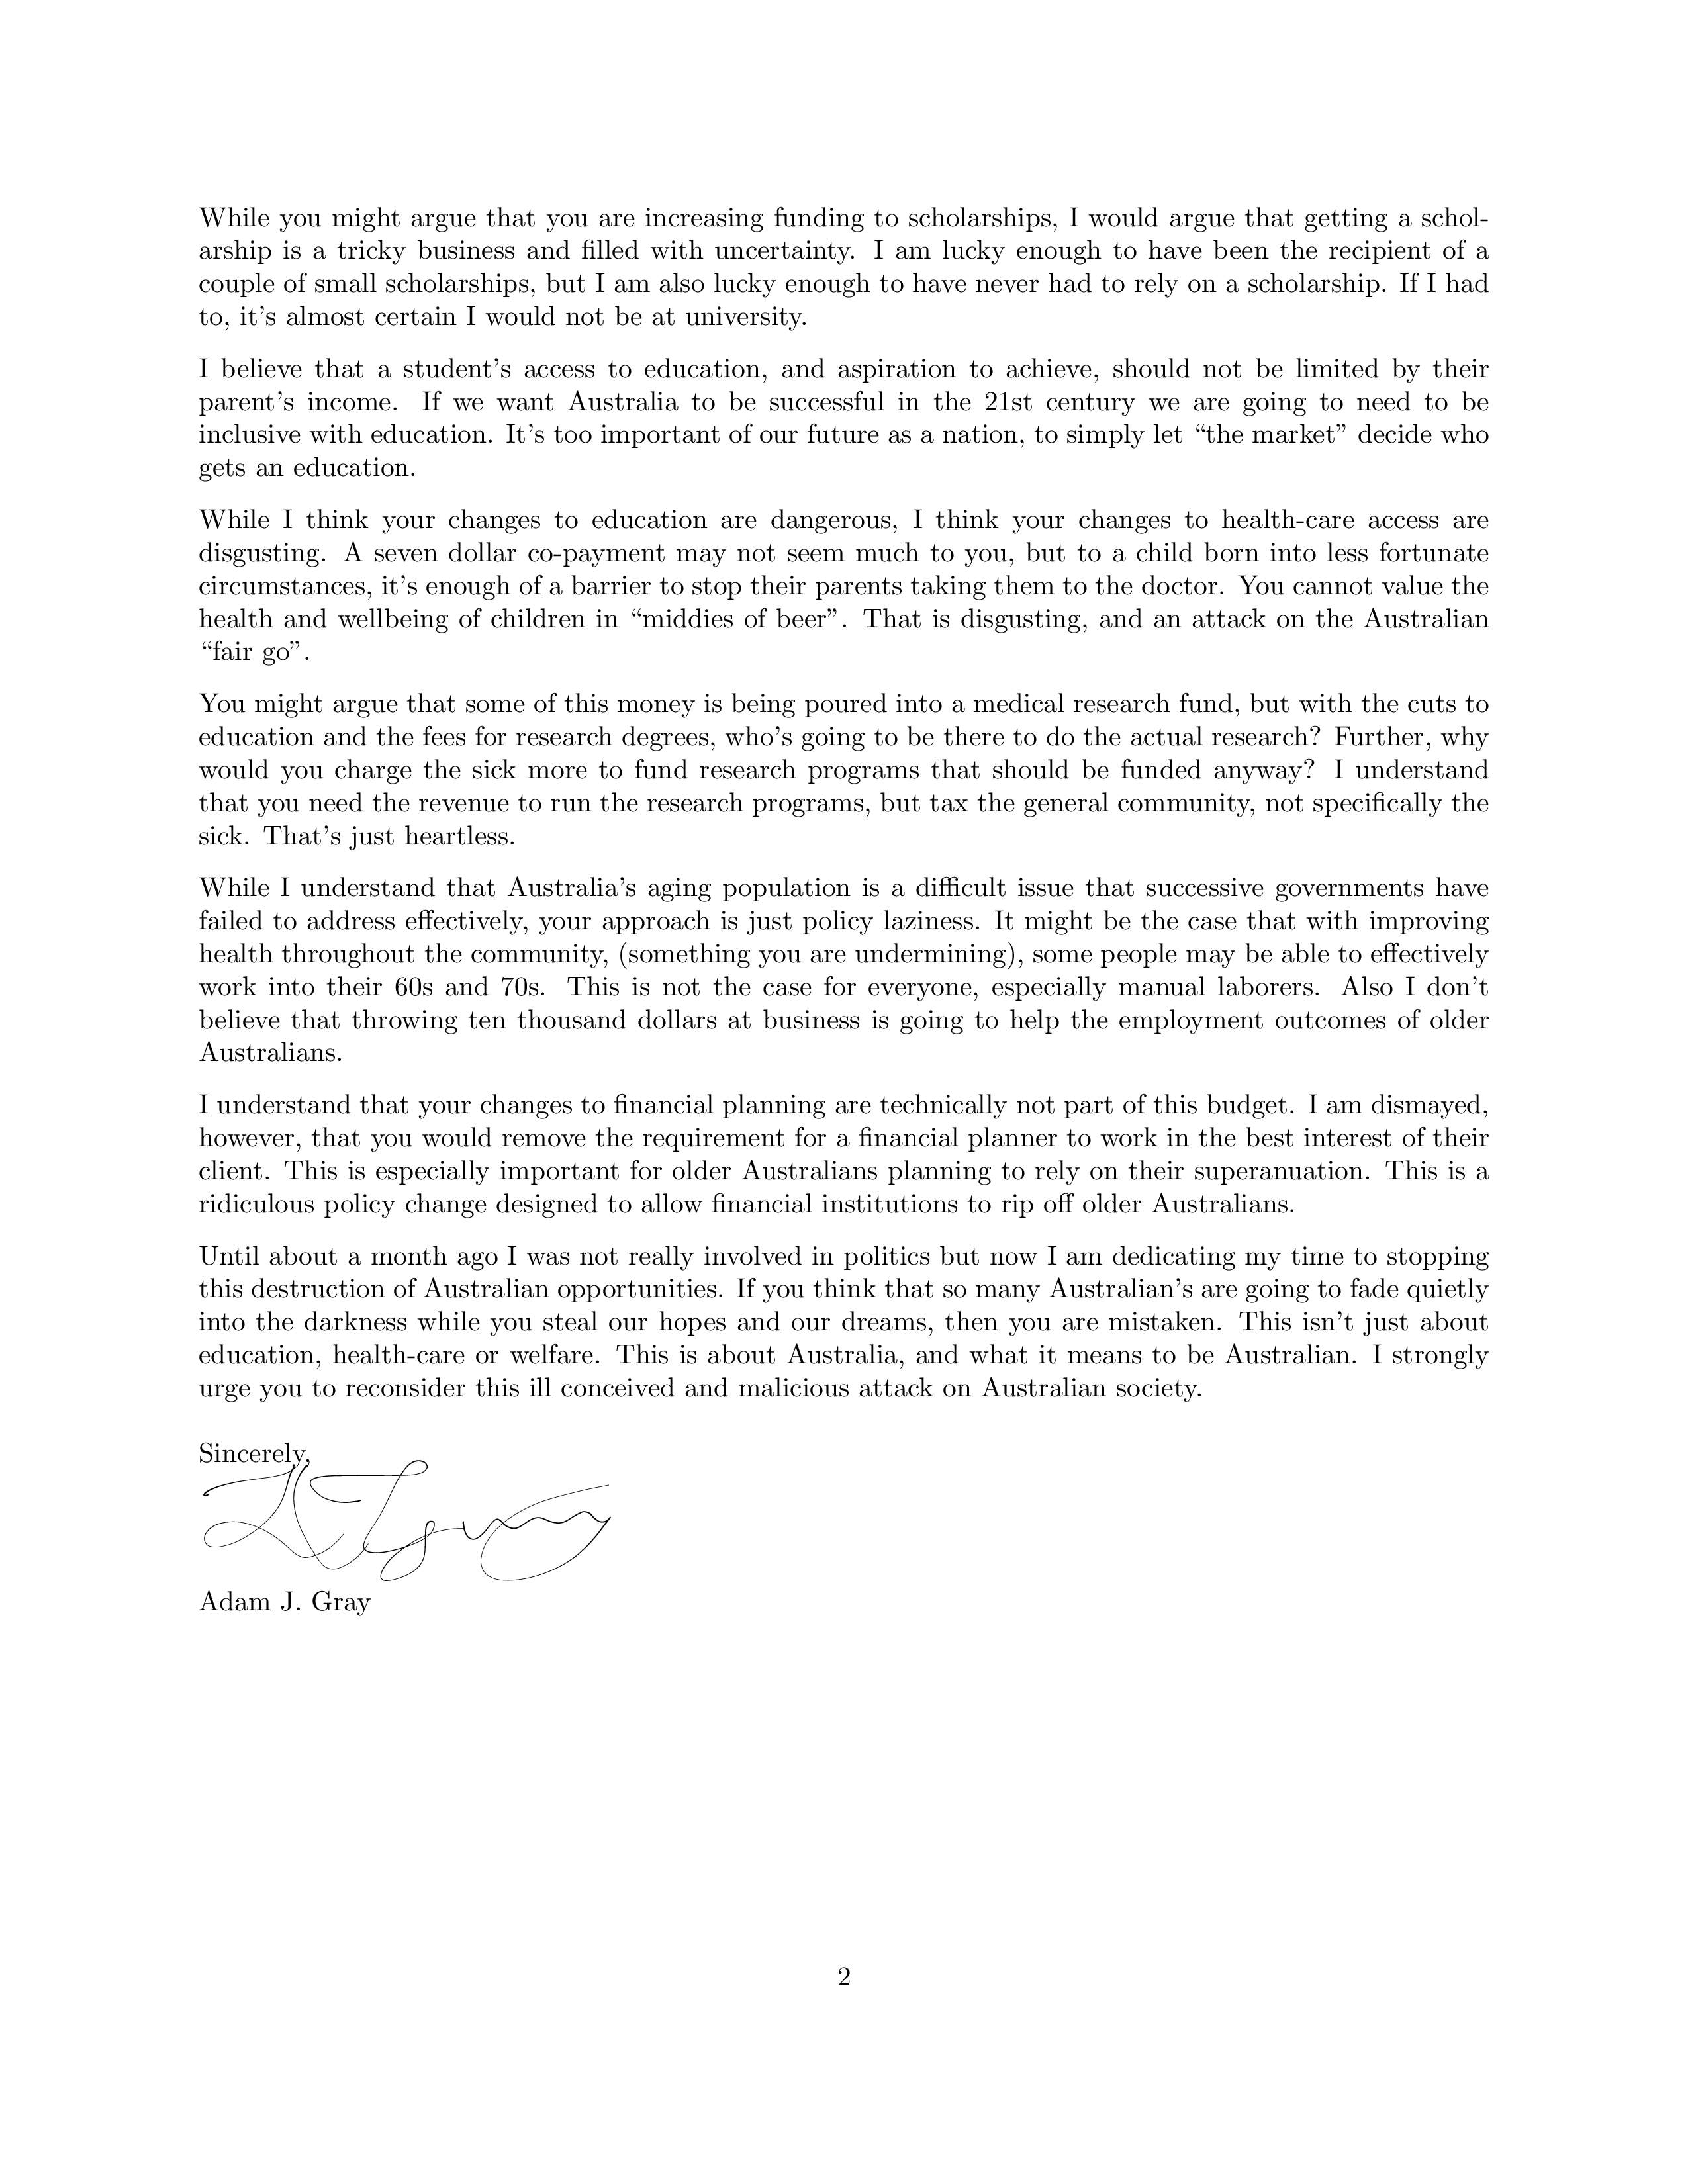 While you might argue that you are increasing funding to scholarships, I would argue that getting a schol-
arship is a tricky business and filled with uncertainty. I am lucky enough to have been the recipient of a
couple of small scholarships, but I am also lucky enough to have never had to rely on a scholarship. If I had
to, it's almost certain I would not be at university.
I believe that a student's access to education, and aspiration to achieve, should not be limited by their
parent's income. If we want Australia to be successful in the 21st century we are going to need to be
inclusive with education. It's too important of our future as a nation, to simply let “the market” decide who
gets an education.
While I think your changes to education are dangerous, I think your changes to health-care access are
disgusting. A seven dollar co-payment may not seem much to you, but to a child born into less fortunate
circumstances, it's enough of a barrier to stop their parents taking them to the doctor. You cannot value the
health and wellbeing of children in “middies of beer”. That is disgusting, and an attack on the Australian
“fair go”.
You might argue that some of this money is being poured into a medical research fund, but with the cuts to
education and the fees for research degrees, who's going to be there to do the actual research? Further, why
would you charge the sick more to fund research programs that should be funded anyway? I understand
that you need the revenue to run the research programs, but tax the general community, not specifically the
sick. That's just heartless.
While I understand that Australia's aging population is a difficult issue that successive governments have
failed to address effectively, your approach is just policy laziness. It might be the case that with improving
health throughout the community, (something you are undermining), some people may be able to effectively
work into their 60s and 70s. This is not the case for everyone, especially manual laborers. Also I don't
believe that throwing ten thousand dollars at business is going to help the employment outcomes of older
Australians.
I understand that your changes to financial planning are technically not part of this budget. I am dismayed,
however, that you would remove the requirement for a financial planner to work in the best interest of their
client. This is especially important for older Australians planning to rely on their superanuation. This is a
ridiculous policy change designed to allow financial institutions to rip off older Australians.
Until about a month ago I was not really involved in politics but now I am dedicating my time to stopping
this destruction of Australian opportunities. If you think that so many Australian's are going to fade quietly
into the darkness while you steal our hopes and our dreams, then you are mistaken. This isn't just about
education, health-care or welfare. This is about Australia, and what it means to be Australian. I strongly
urge you to reconsider this ill conceived and malicious attack on Australian society.
Sincerely,
Adam J. Gray
2